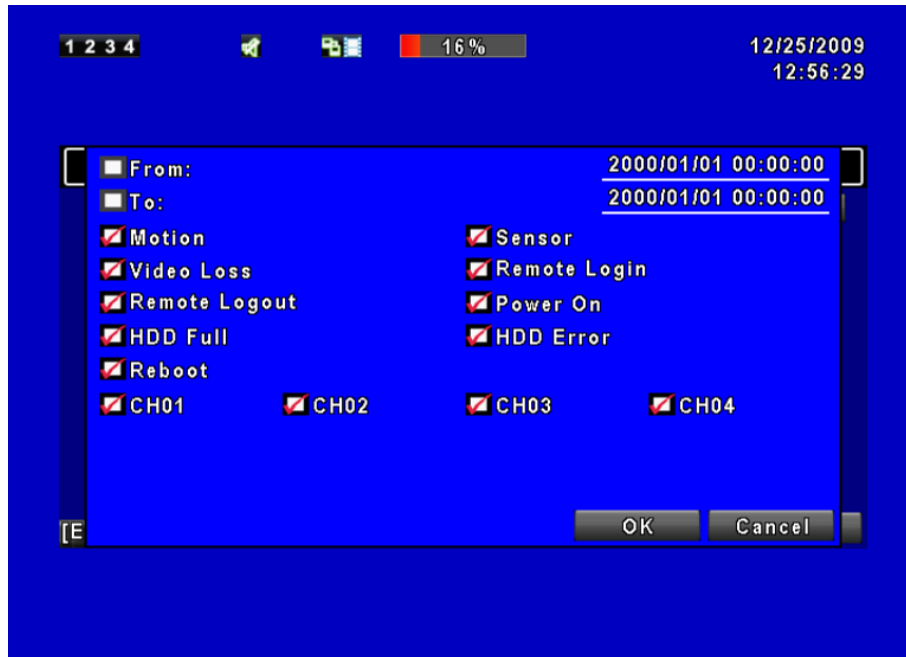 1 2 3 4 16% 12/25/2009
12:56:29
From: 2000/01/01 00:00:00
To: 2000/01/01 00:00:00
Motion Sensor
Video Loss Remote Login
Remote Logout Power On
HDD Full HDD Error
Reboot
CH01 CH02 CH03 CH04
[E OK Cancel